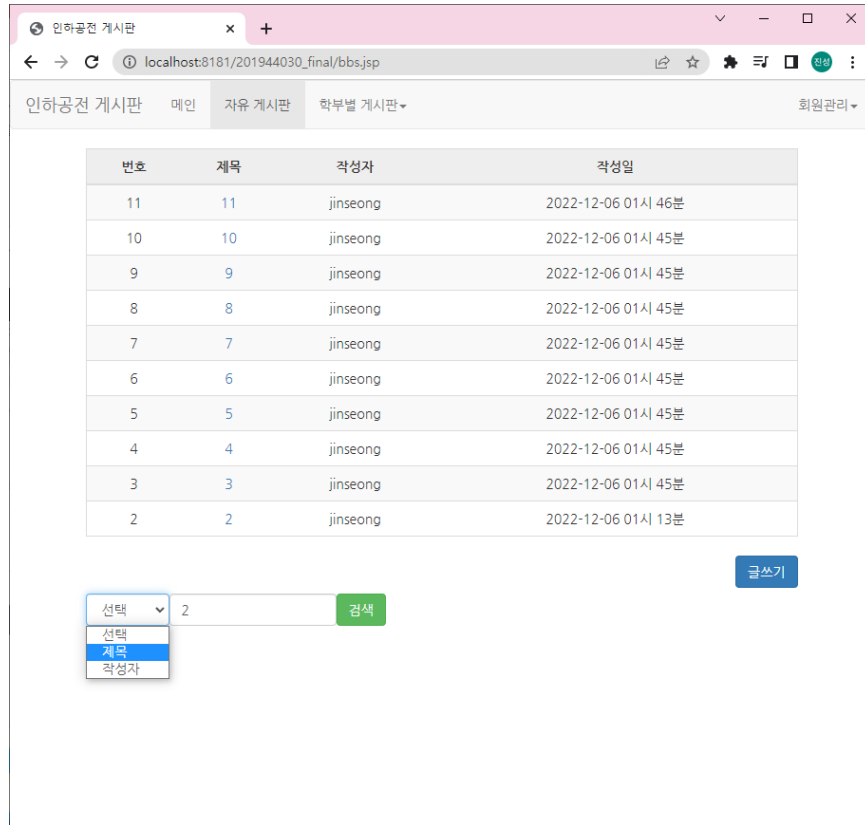 인하공전 게시판
localhost:8181/201944030_final/bbs.jsp
진성
인하공전 게시판 메인 자유 게시판 학부별 게시판 회원관리
번호 제목 작성자 작성일
11 11 jinseong 2022-12-06 01시 46분
10 10 jinseong 2022-12-06 01시 45분
9 9 jinseong 2022-12-06 01시 45분
8 8 jinseong 2022-12-06 01시 45분
7 7 jinseong 2022-12-06 01시 45분
6 6 jinseong 2022-12-06 01시 45분
5 5 jinseong 2022-12-06 01시 45분
4 4 jinseong 2022-12-06 01시 45분
3 3 jinseong 2022-12-06 01시 45분
2 2 jinseong 2022-12-06 01시 13분
글쓰기
선택 2 검색
선택
제목
작성자